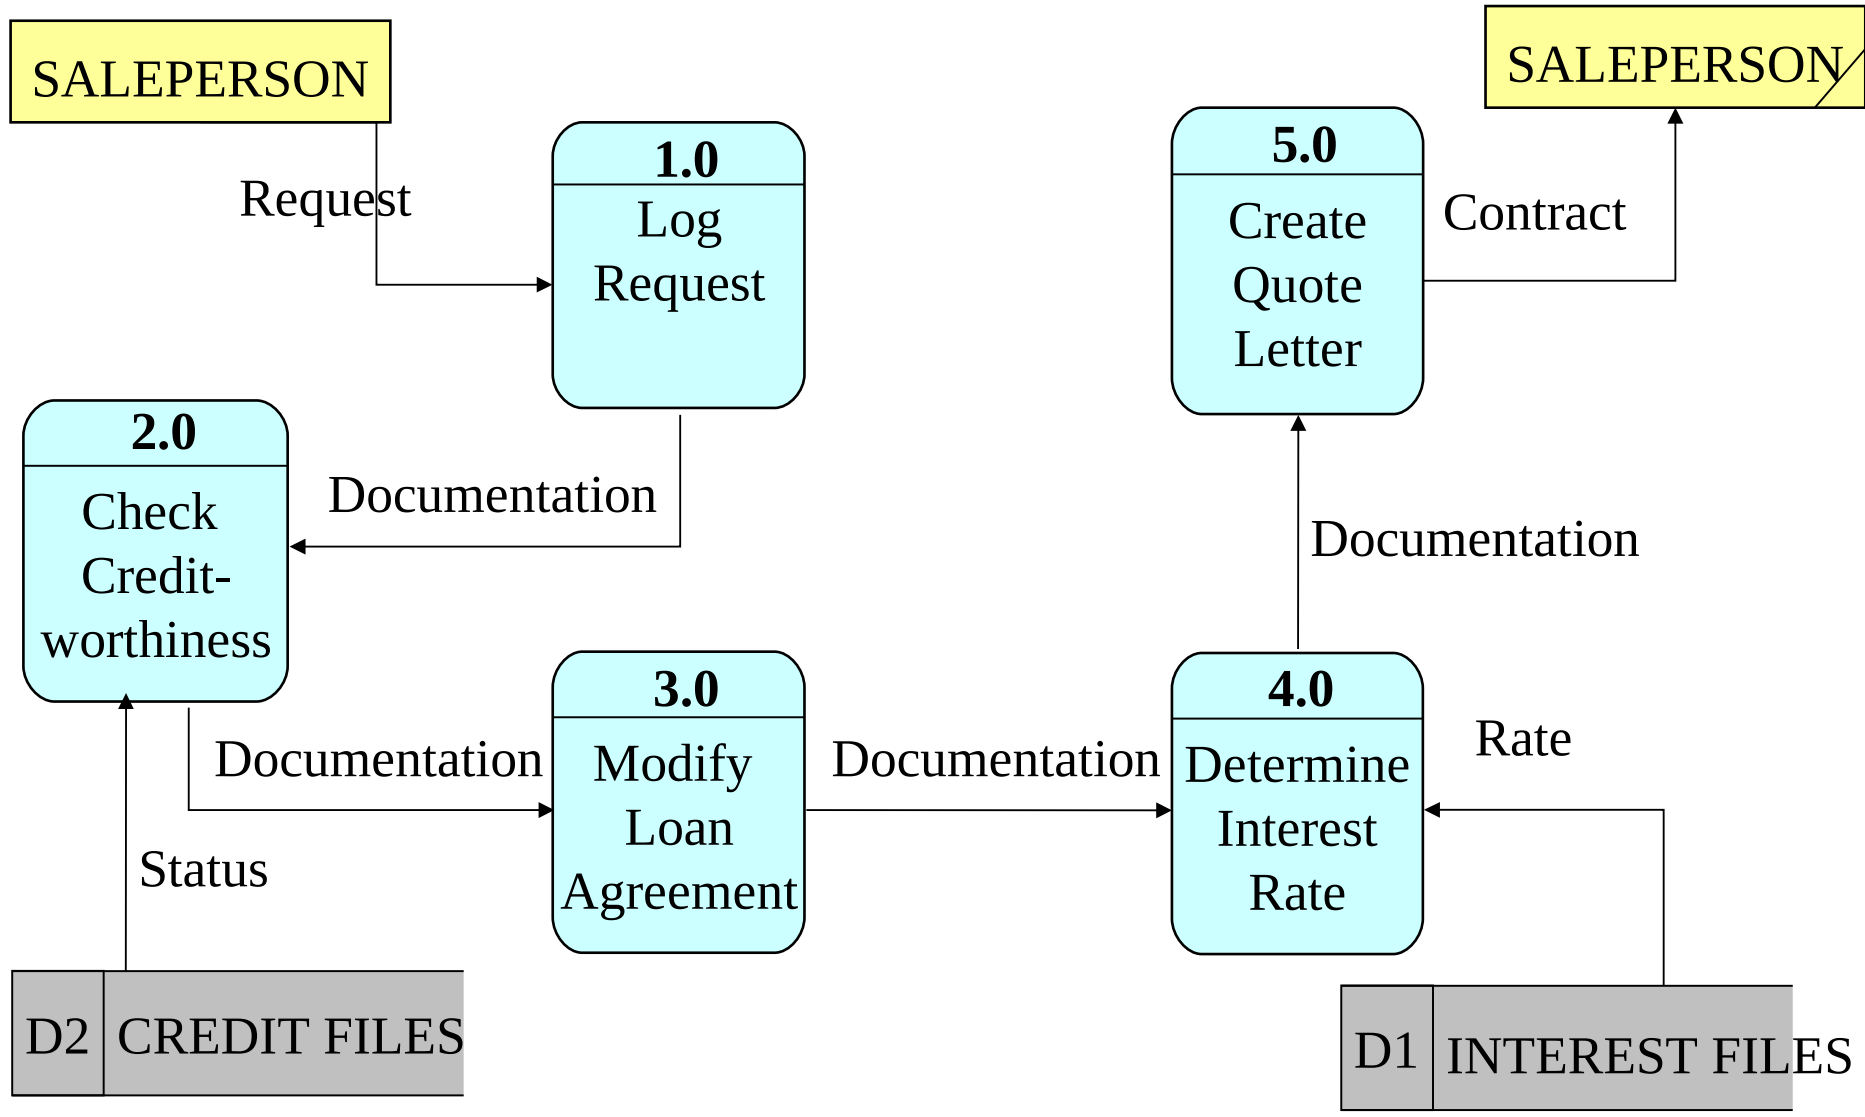 SALEPERSON
SALEPERSON
1.0
Log
Request
5.0
Create
Quote
Letter
Request
Contract
2.0
Check
Credit-
worthiness
Documentation
Documentation
3.0
Modify
Loan
Agreement
4.0
Determine
Interest
Rate
Documentation
Documentation
Rate
Status
D2
CREDIT FILES
D1
INTEREST FILES